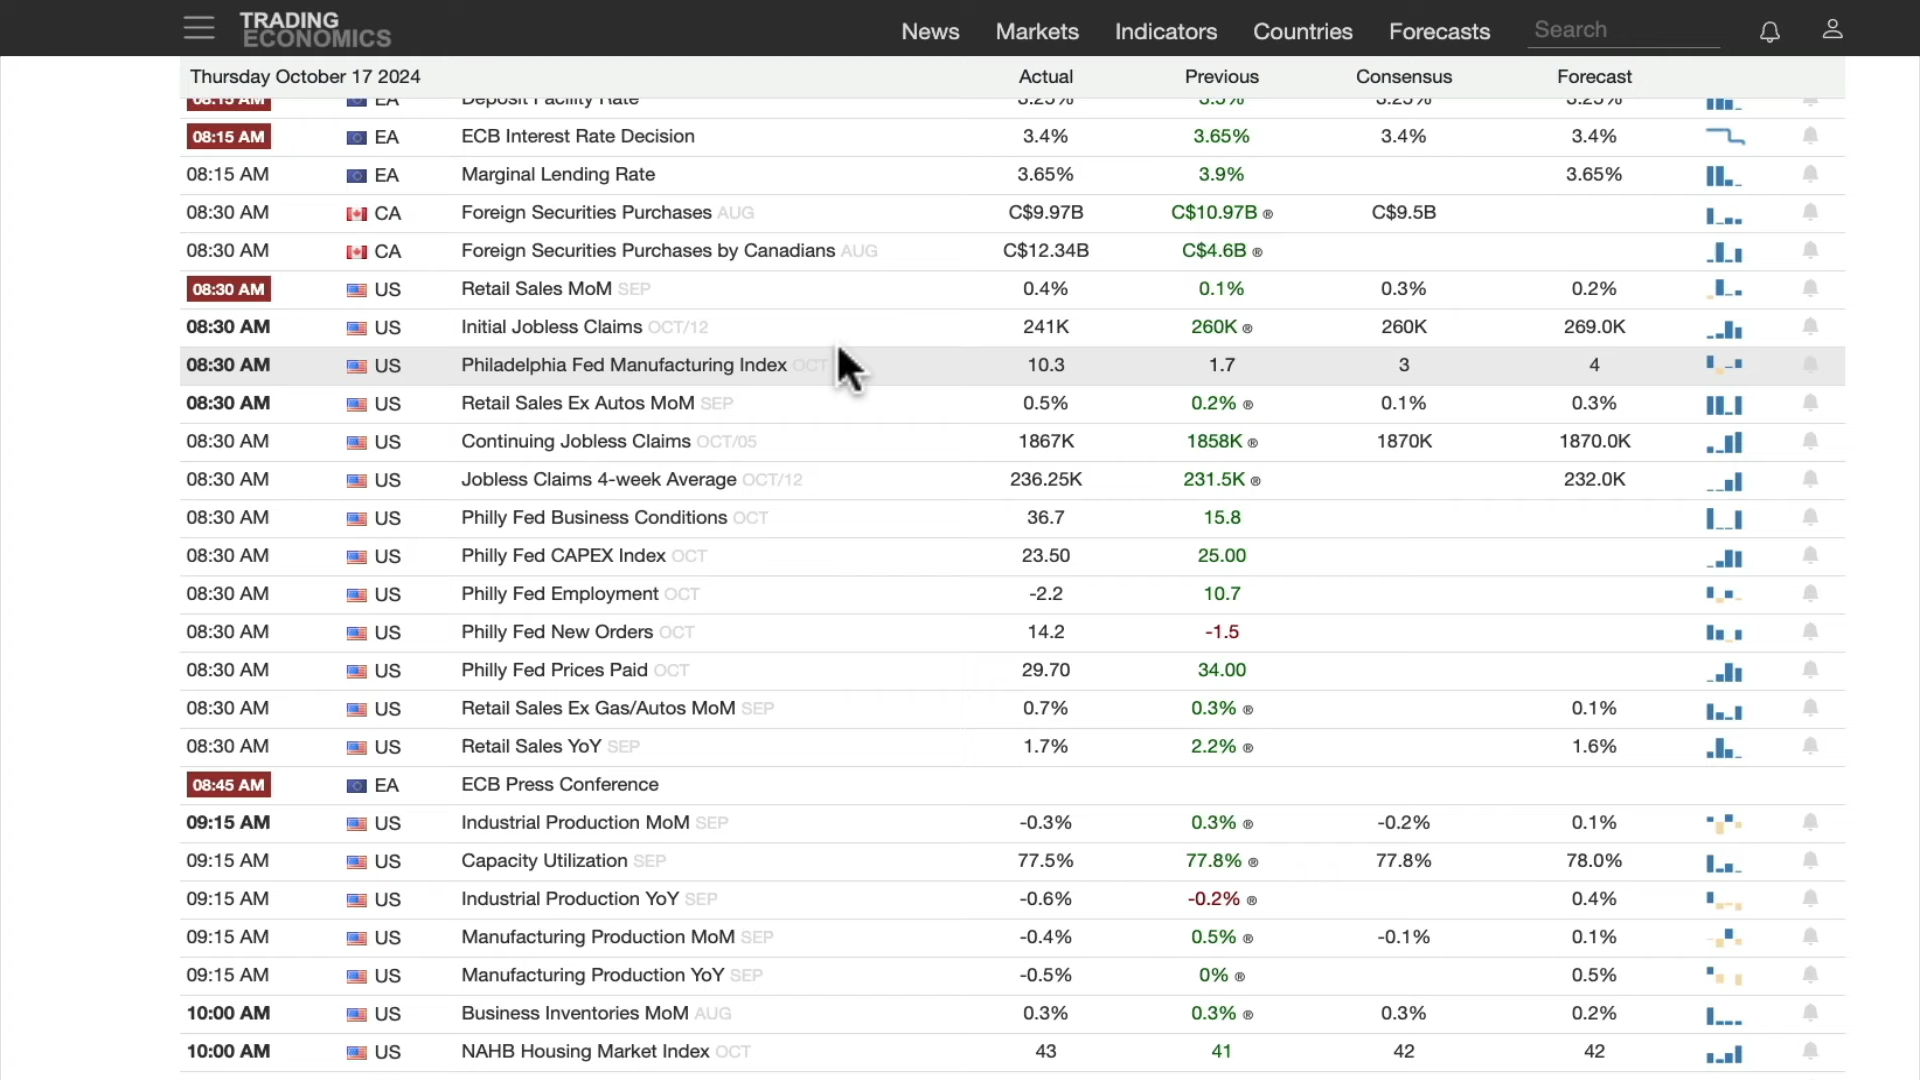 TRADING
ECONOMICS
News Markets Indicators Countries Forecasts Search
Thursday October 17 2024 Actual Previous Consensus Forecast
08:15 AM EA Deposit Facility Rate 3.25% 3.5% 3.25% 3.25%
08:15 AM EA ECB Interest Rate Decision 3.4% 3.65% 3.4% 3.4%
08:15 AM EA Marginal Lending Rate 3.65% 3.9% 3.65%
08:30 AM CA Foreign Securities Purchases AUG C$9.97B C$10.97B ® C$9.5B
08:30 AM CA Foreign Securities Purchases by Canadians AUG C$12.34B C$4.6B ®
08:30 AM US Retail Sales MoM SEP 0.4% 0.1% 0.3% 0.2%
08:30 AM US Initial Jobless Claims OCT/12 241K 260K ® 260K 269.0K
08:30 AM US Philadelphia Fed Manufacturing Index OCT 10.3 1.7 3 4
08:30 AM US Retail Sales Ex Autos MoM SEP 0.5% 0.2% ® 0.1% 0.3%
08:30 AM US Continuing Jobless Claims OCT/05 1867K 1858K ® 1870K 1870.0K
08:30 AM US Jobless Claims 4-week Average OCT/12 236.25K 231.5K ® 232.0K
08:30 AM US Philly Fed Business Conditions OCT 36.7 15.8
08:30 AM US Philly Fed CAPEX Index OCT 23.50 25.00
08:30 AM US Philly Fed Employment OCT -2.2 10.7
08:30 AM US Philly Fed New Orders OCT 14.2 -1.5
08:30 AM US Philly Fed Prices Paid OCT 29.70 34.00
08:30 AM US Retail Sales Ex Gas/Autos MoM SEP 0.7% 0.3% ® 0.1%
08:30 AM US Retail Sales YoY SEP 1.7% 2.2% ® 1.6%
08:45 AM EA ECB Press Conference
09:15 AM US Industrial Production MoM SEP -0.3% 0.3% ® -0.2% 0.1%
09:15 AM US Capacity Utilization SEP 77.5% 77.8% ® 77.8% 78.0%
09:15 AM US Industrial Production YoY SEP -0.6% -0.2% ® 0.4%
09:15 AM US Manufacturing Production MoM SEP -0.4% 0.5% ® -0.1% 0.1%
09:15 AM US Manufacturing Production YoY SEP -0.5% 0% ® 0.5%
10:00 AM US Business Inventories MoM AUG 0.3% 0.3% ® 0.3% 0.2%
10:00 AM US NAHB Housing Market Index OCT 43 41 42 42